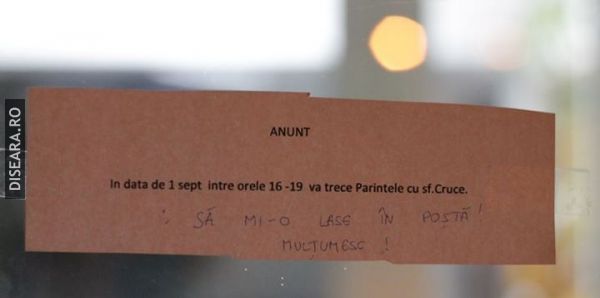 ANUNT
In data de 1 sept intre orele 16 -19 va trece Parintele cu sf.Cruce.
: SĂ MI-O LASE ÎN POȘTĂ!
MULȚUMESC !
DISEARA.RO